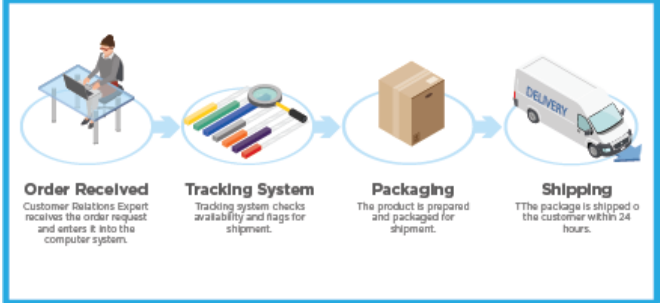 DELIVERY
Order Received
Customer Relations Expert
receives the order request
and enters it into the
computer system.
Tracking System
Tracking system checks
availability and flags for
shipment.
Packaging
The product is prepared
and packaged for
shipment.
Shipping
TThe package is shipped o
the customer within 24
hours.